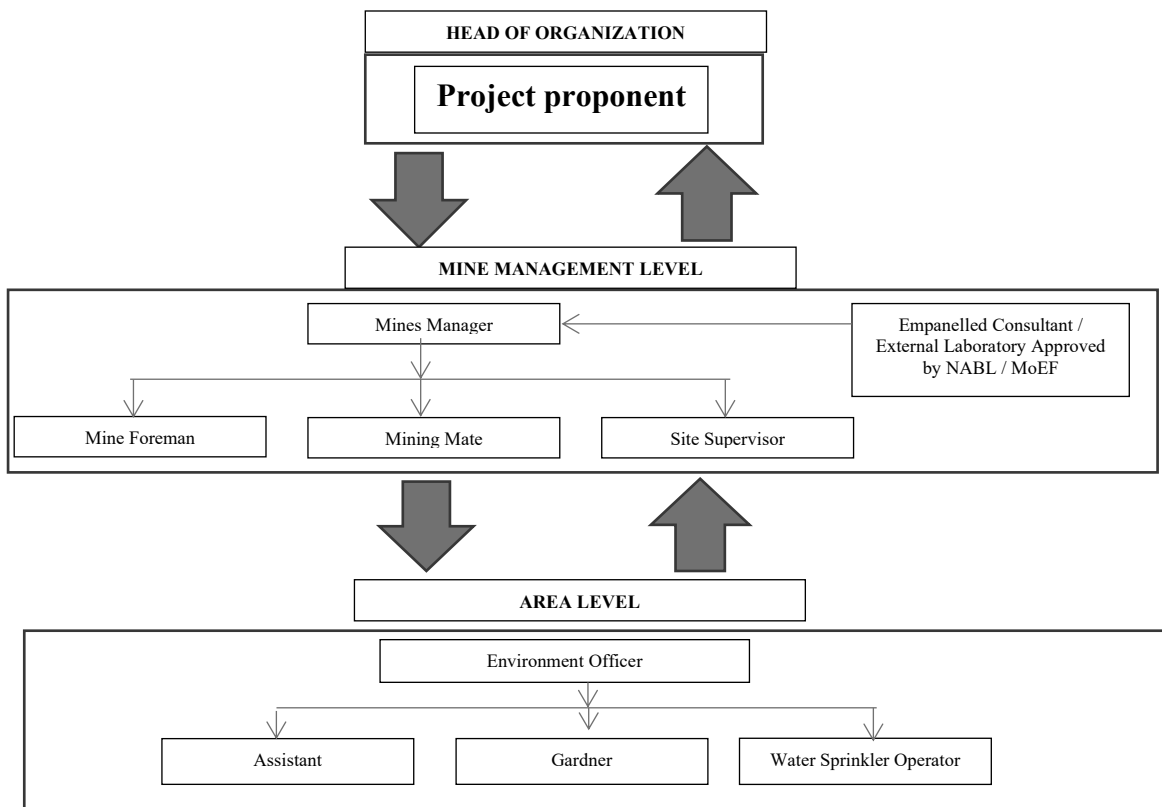 HEAD OF ORGANIZATION
Project proponent
MINE MANAGEMENT LEVEL
Mines Manager
Empanelled Consultant /
External Laboratory Approved
by NABL / MoEF
Mine Foreman
Mining Mate
Site Supervisor
AREA LEVEL
Environment Officer
Assistant
Gardner
Water Sprinkler Operator